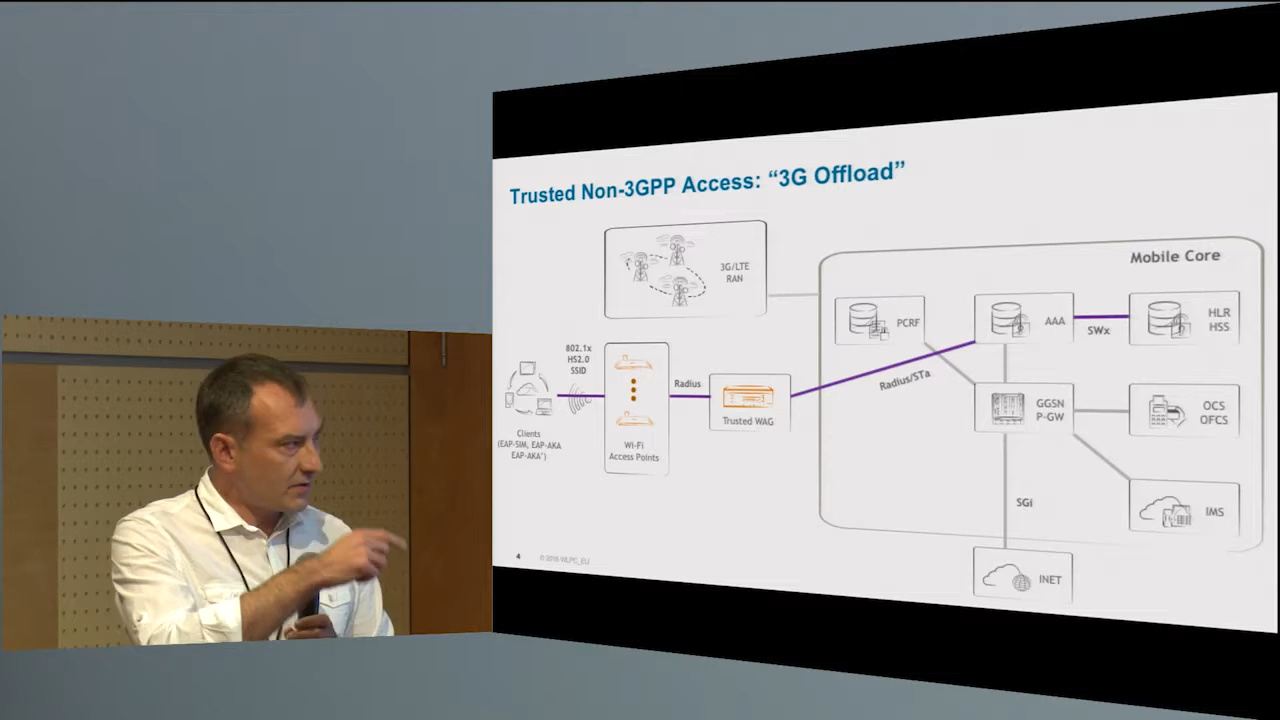 Trusted Non-3GPP Access: “3G Offload”
3G/LTE
RAN
Mobile Core
PCRF
AAA
SWx
HLR
HSS
802.1x
HS2.0
SSID
Radius
Radius/STa
Trusted WAG
Clients
(EAP-SIM, EAP-AKA
EAP-AKA’)
Wi-Fi
Access Points
GGSN
P-GW
OCS
OFCS
SGi
IMS
INET
4
© 2016 WLPC_EU